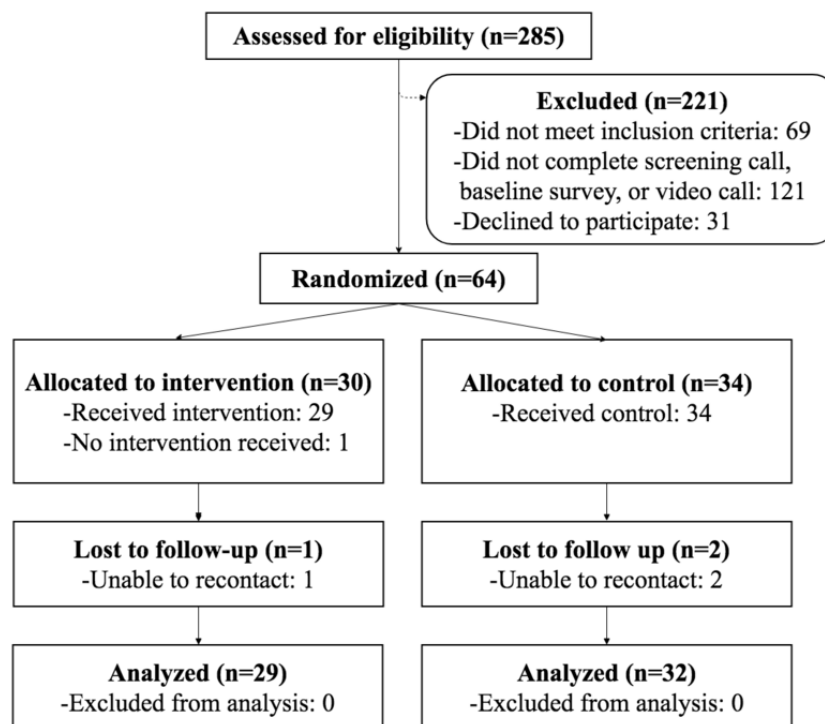 Assessed for eligibility (n=285)
Excluded (n=221)
-Did not meet inclusion criteria: 69
-Did not complete screening call,
baseline survey, or video call: 121
-Declined to participate: 31
Randomized (n=64)
Allocated to intervention (n=30)
-Received intervention: 29
-No intervention received: 1
Allocated to control (n=34)
-Received control: 34
Lost to follow-up (n=1)
-Unable to recontact: 1
Lost to follow up (n=2)
-Unable to recontact: 2
Analyzed (n=29)
-Excluded from analysis: 0
Analyzed (n=32)
-Excluded from analysis: 0